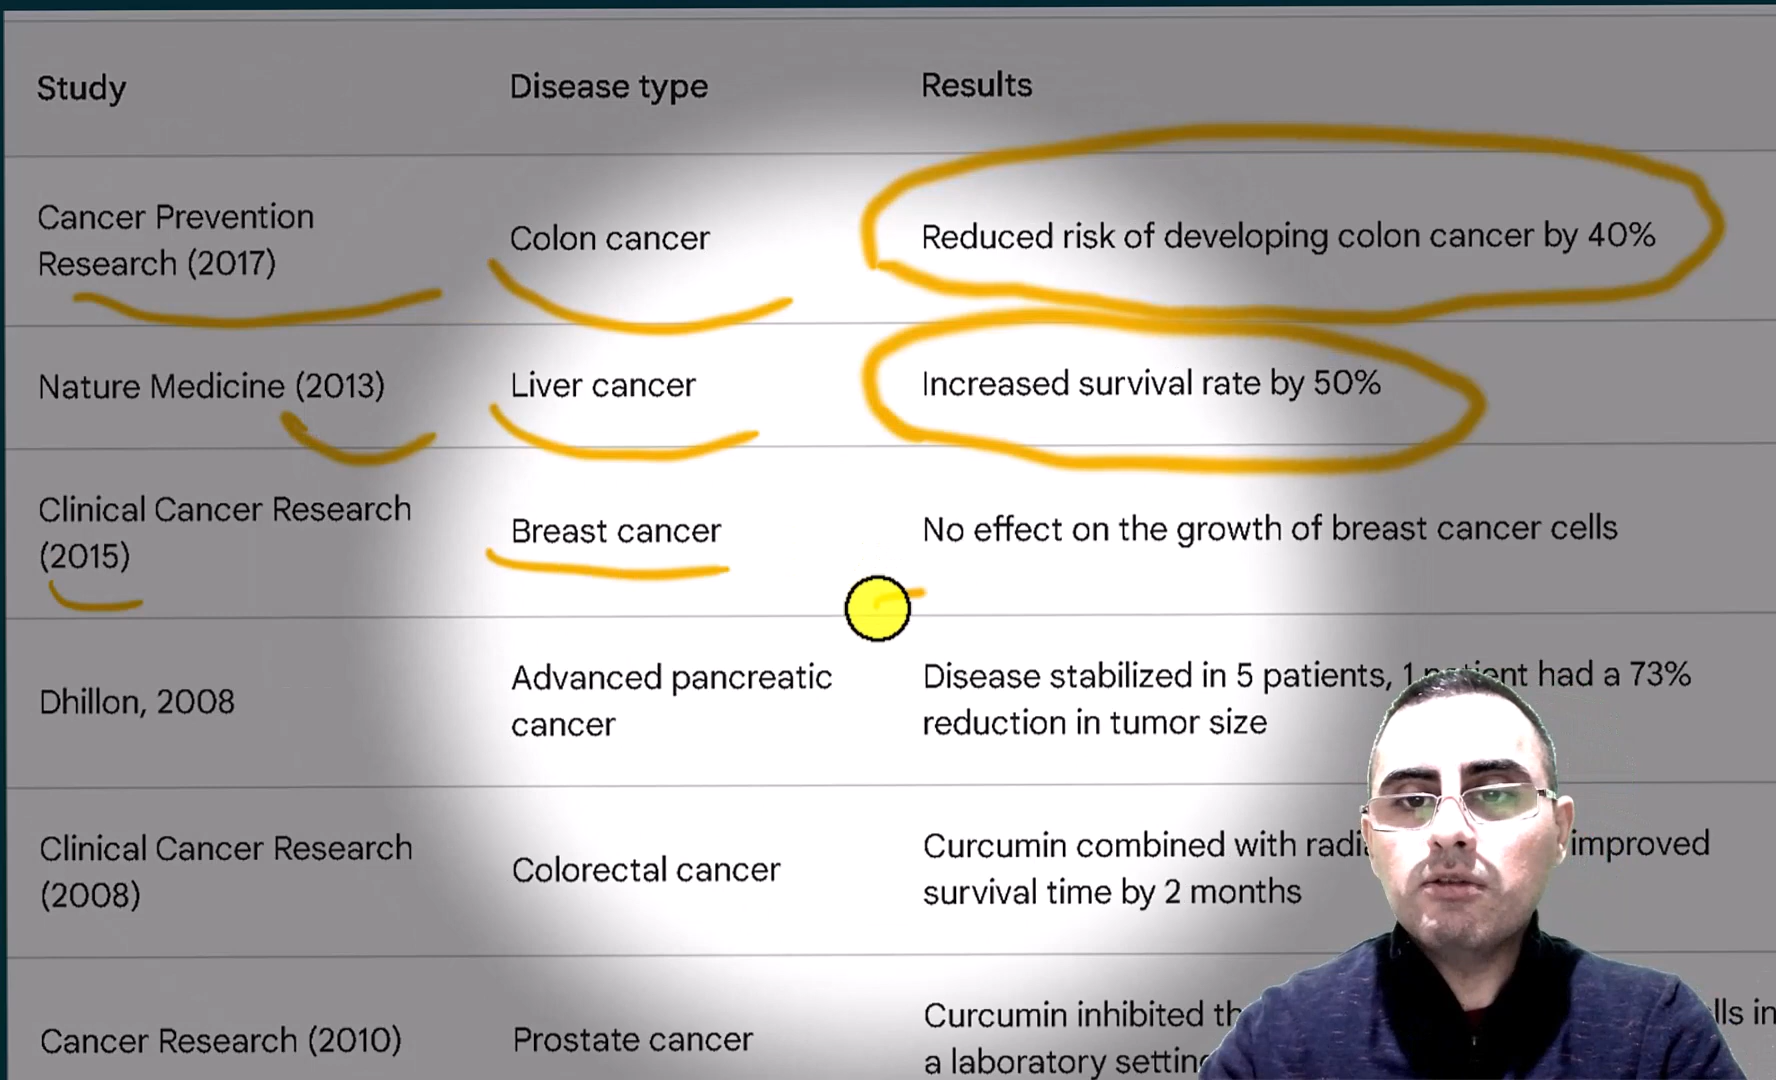 Study
Disease type
Results
Cancer Prevention
Research (2017)
Colon cancer
Reduced risk of developing colon cancer by 40%
Nature Medicine (2013)
Liver cancer
Increased survival rate by 50%
Clinical Cancer Research
(2015)
Breast cancer
No effect on the growth of breast cancer cells
Dhillon, 2008
Advanced pancreatic
cancer
Disease stabilized in 5 patients, 1 patient had a 73%
reduction in tumor size
Clinical Cancer Research
(2008)
Colorectal cancer
Curcumin combined with improved
survival time by 2 months
Cancer Research (2010)
Prostate cancer
Curcumin inhibited in
a laboratory setting